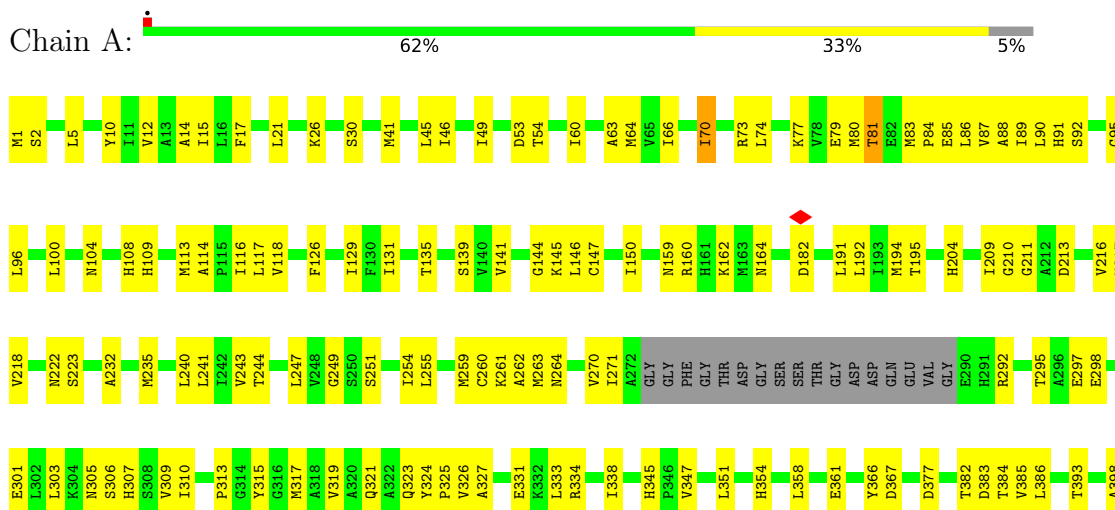 Chain A:
62% 33% 5%
M1 S2 L5 Y10 I11 V12 A13 A14 I15 L16 F17 L21 K26 S30 M41 L45 I46 I49 D53 T54 I60 A63 M64 V65 I66 I70 R73 L74 K77 V78 E79 M80 T81 E82 M83 P84 E85 L86 V87 A88 I89 L90 H91 S92 G95
L96 L100 N104 H108 H109 M113 A114 P115 I116 L117 V118 F126 I129 F130 I131 T135 S139 V140 V141 G144 K145 L146 C147 I150 N159 R160 H161 K162 M163 N164 D182 L191 L192 I193 M194 T195 H204 I209 G210 G211 A212 D213 V216
V218 N222 S223 A232 M235 L240 L241 I242 V243 T244 L247 V248 G249 S250 S251 I254 L255 M259 C260 K261 A262 M263 N264 V270 I271 A272 GLY GLY PHE GLY THR ASP GLY SER SER THR GLY ASP ASP GLN GLU VAL GLY E290 H291 R292 T295 A296 E297 E298
E301 L302 L303 K304 N305 S306 H307 S308 V309 I310 P313 G314 Y315 G316 M317 A318 V319 A320 Q321 A322 Q323 Y324 P325 V326 A327 E331 K332 L333 R334 I338 H345 P346 V347 L351 H354 L358 E361 Y366 D367 D377 T382 D383 T384 V385 L386 T393 A398